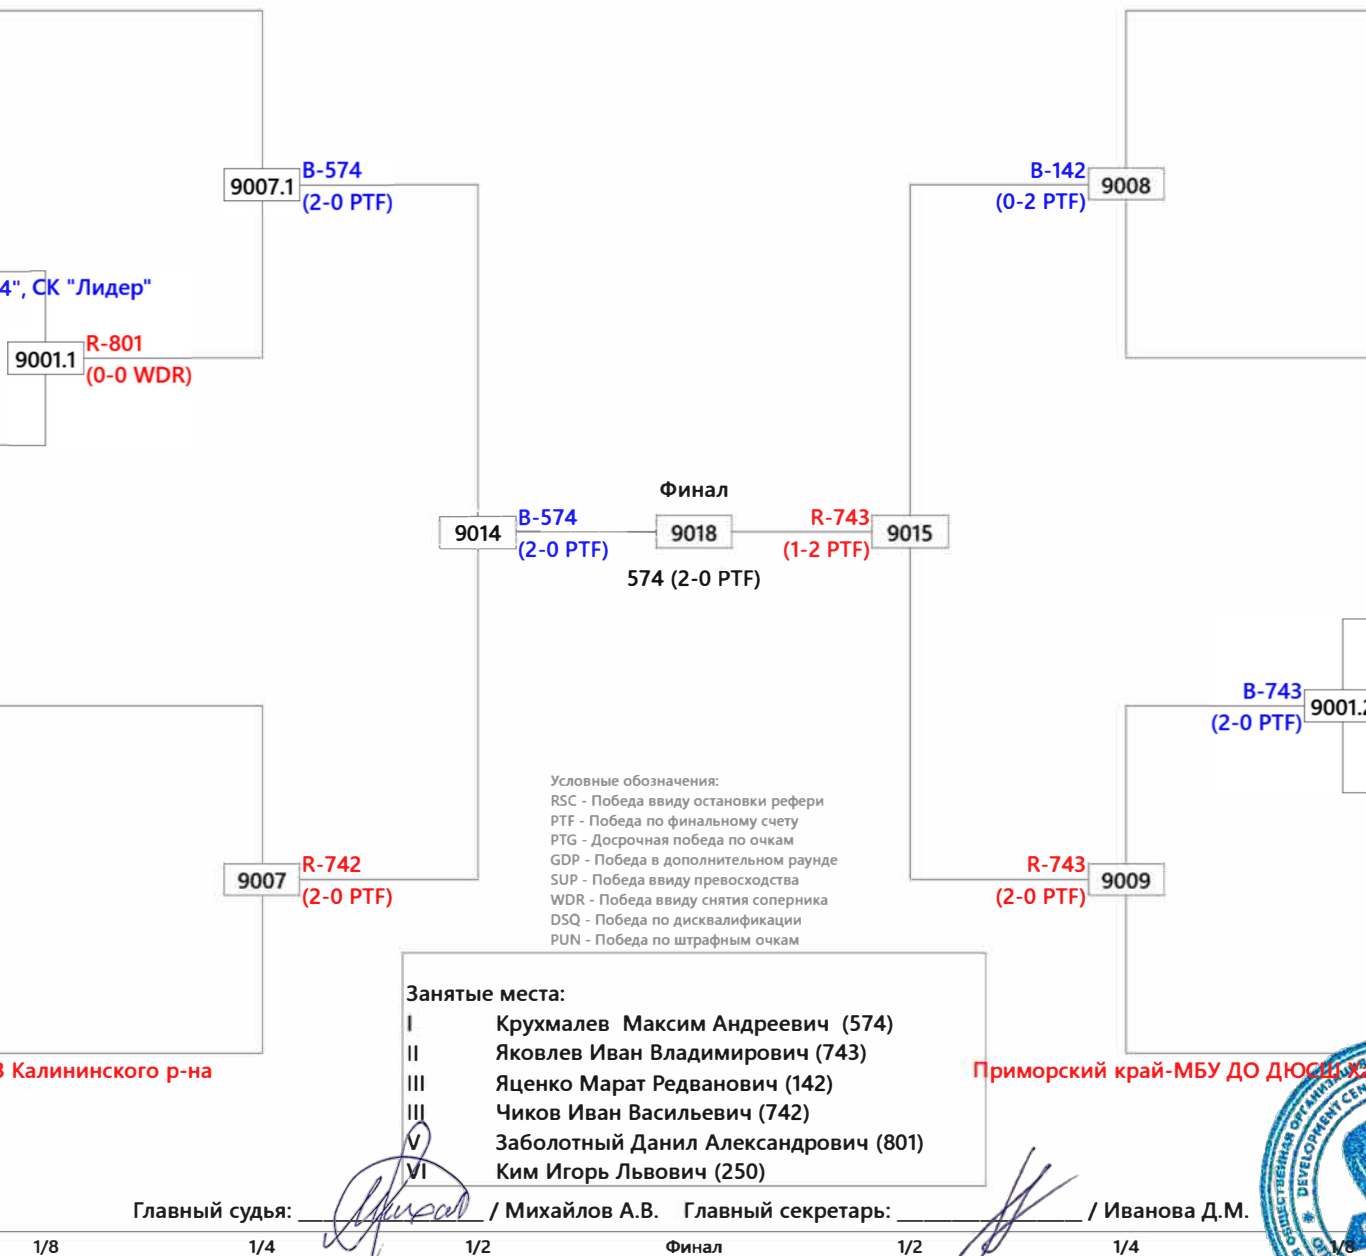 B-574
9007.1
(2-0 PTF)
B-142
9008
(0-2 PTF)
4", СК "Лидер"
R-801
9001.1
(0-0 WDR)
Финал
B-574
9014
(2-0 PTF)
9018
R-743
9015
(1-2 PTF)
574 (2-0 PTF)
B-743
9001.2
(2-0 PTF)
Условные обозначения:
RSC - Победа ввиду остановки рефери
PTF - Победа по финальному счету
PTG - Досрочная победа по очкам
GDP - Победа в дополнительном раунде
SUP - Победа ввиду превосходства
WDR - Победа ввиду снятия соперника
DSQ - Победа по дисквалификации
PUN - Победа по штрафным очкам
R-742
9007
(2-0 PTF)
R-743
9009
(2-0 PTF)
Занятые места:
I Крухмалев Максим Андреевич (574)
II Яковлев Иван Владимирович (743)
III Яценко Марат Редванович (142)
III Чиков Иван Васильевич (742)
V Заболотный Данил Александрович (801)
VI Ким Игорь Львович (250)
З Калининского р-на
Приморский край-МБУ ДО ДЮСШ
Главный судья: / Михайлов А.В. Главный секретарь: / Иванова Д.М.
1/8 1/4 1/2 Финал 1/2 1/4 1/8